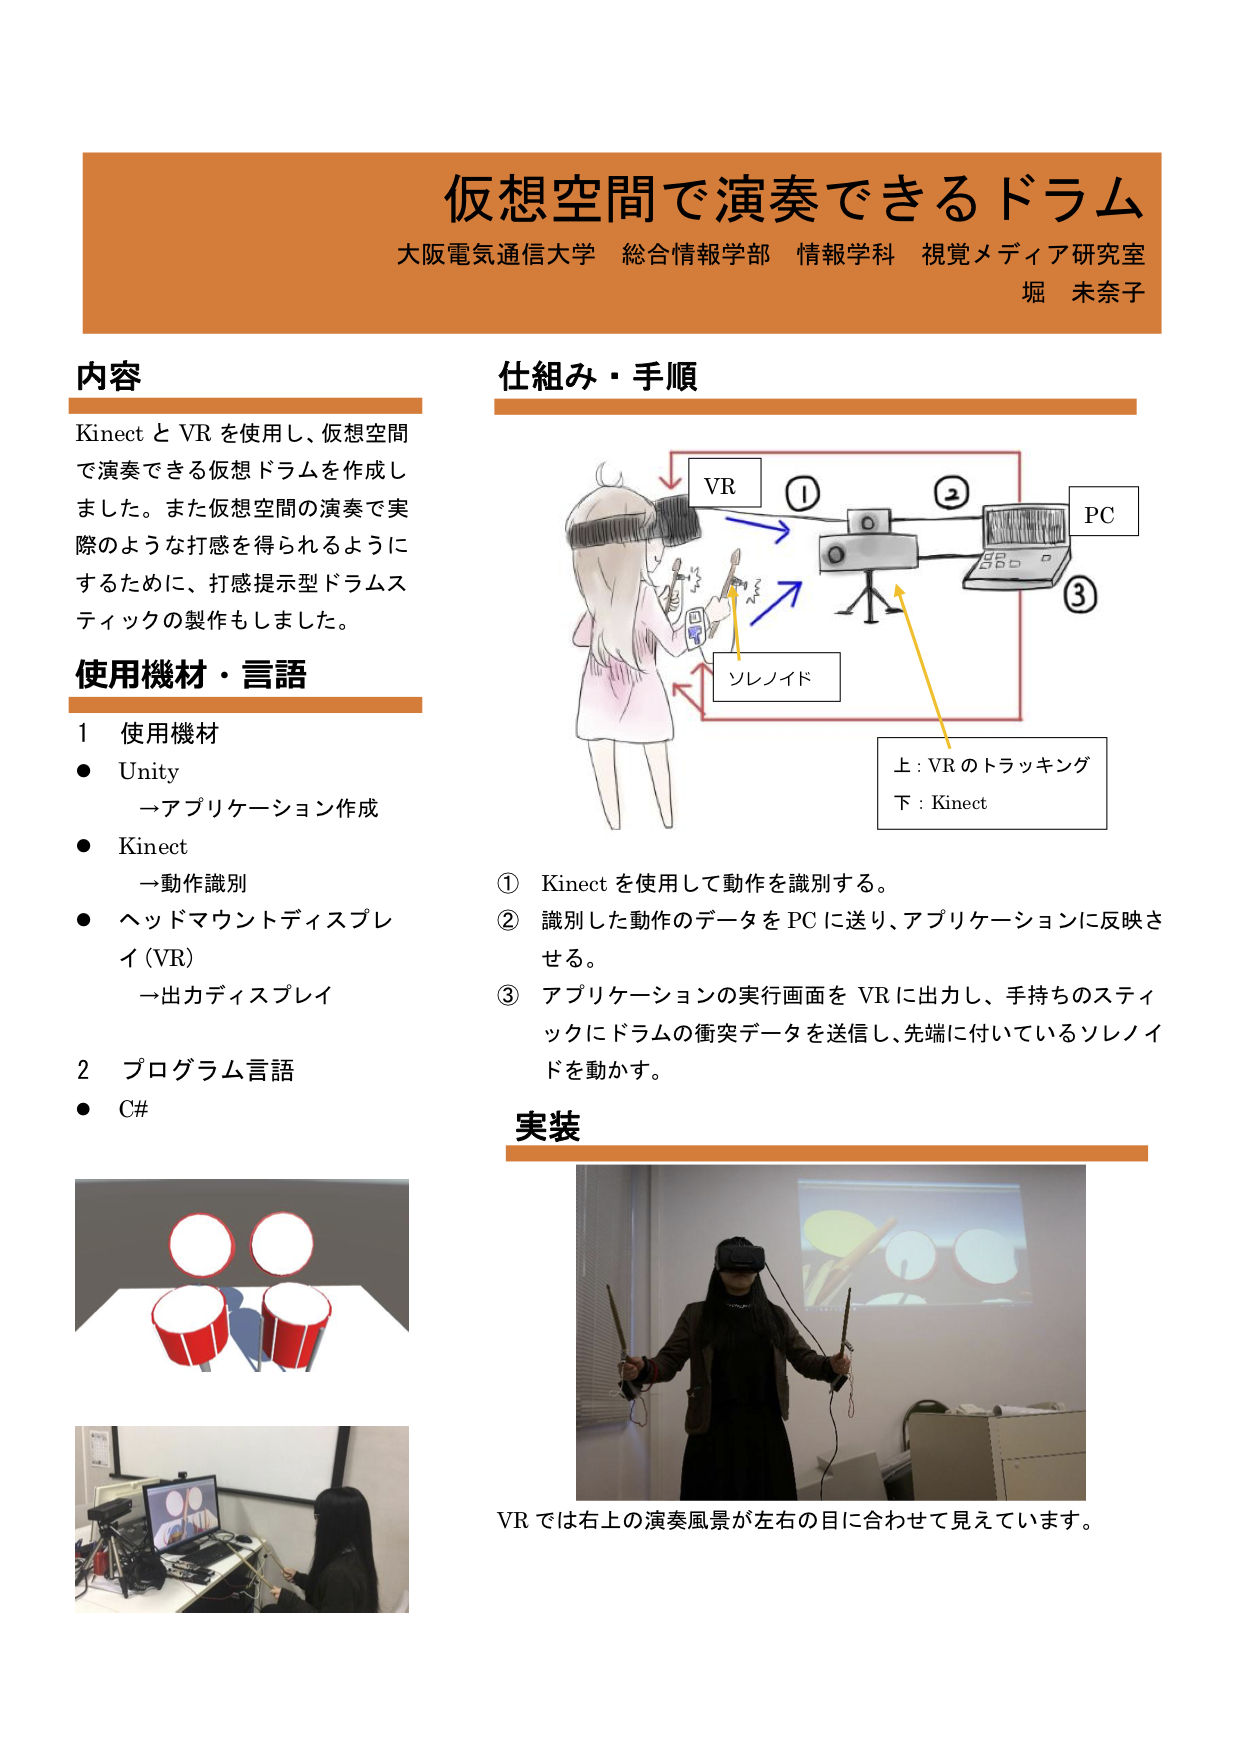 仮想空間で演奏できるドラム
大阪電気通信大学　総合情報学部　情報学科　視覚メディア研究室
堀　未奈子
内容
Kinect と VR を使用し、仮想空間
で演奏できる仮想ドラムを作成し
ました。また仮想空間の演奏で実
際のような打感を得られるように
するために、打感提示型ドラムス
ティックの製作もしました。
使用機材・言語
1　使用機材
● Unity
→アプリケーション作成
● Kinect
→動作識別
● ヘッドマウントディスプレ
イ(VR)
→出力ディスプレイ
2　プログラム言語
● C#
仕組み・手順
VR
①
②
PC
③
ソレノイド
上：VR のトラッキング
下：Kinect
① Kinect を使用して動作を識別する。
② 識別した動作のデータを PC に送り、アプリケーションに反映さ
せる。
③ アプリケーションの実行画面を VR に出力し、手持ちのスティ
ックにドラムの衝突データを送信し、先端に付いているソレノイ
ドを動かす。
実装
VR では右上の演奏風景が左右の目に合わせて見えています。